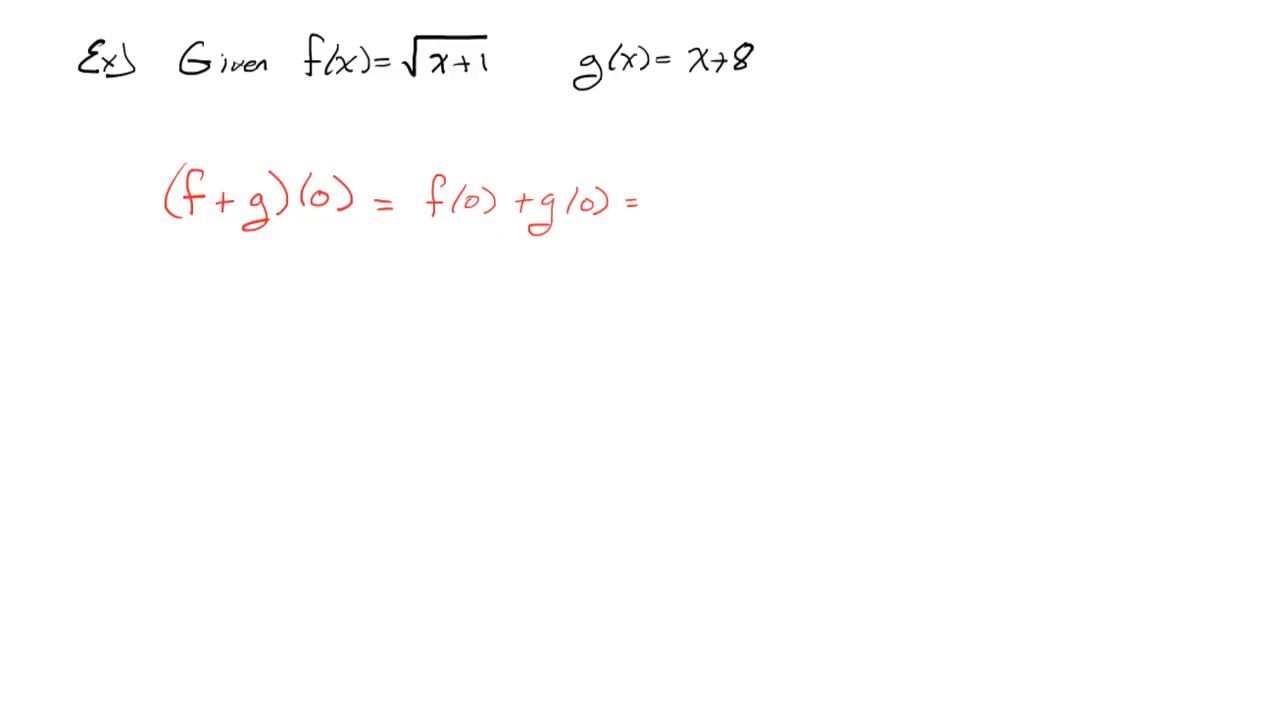 Ex) Given f(x)= √x+1 g(x)= x+8
(f+g)(0) = f(0) +g(0) =